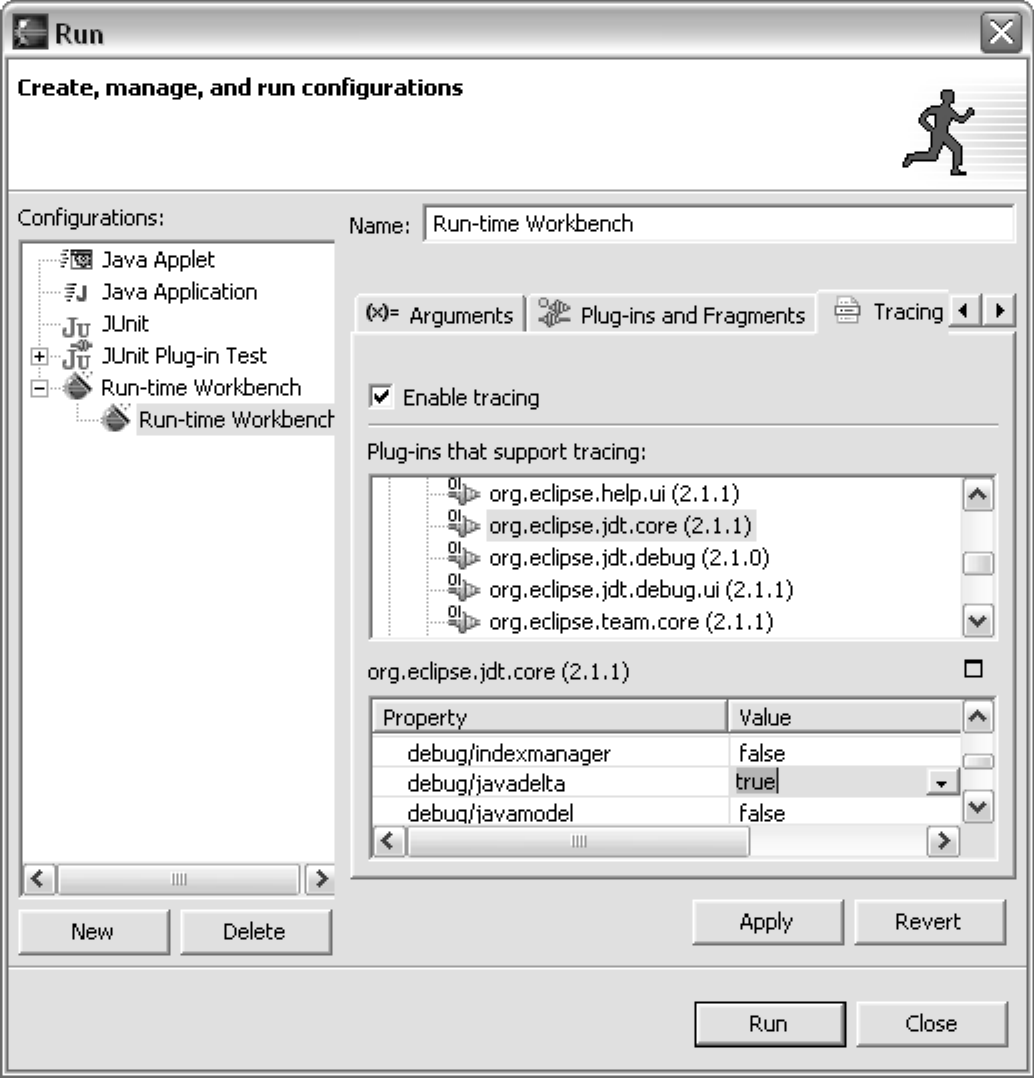 Run
Create, manage, and run configurations
Configurations:
Java Applet
Java Application
JUnit
JUnit Plug-in Test
Run-time Workbench
Run-time Workbench
Name: Run-time Workbench
(x)= Arguments Plug-ins and Fragments Tracing
Enable tracing
Plug-ins that support tracing:
org.eclipse.help.ui (2.1.1)
org.eclipse.jdt.core (2.1.1)
org.eclipse.jdt.debug (2.1.0)
org.eclipse.jdt.debug.ui (2.1.1)
org.eclipse.team.core (2.1.1)
org.eclipse.jdt.core (2.1.1)
Property Value
debug/indexmanager false
debug/javadelta true
debug/javamodel false
New Delete
Apply Revert
Run Close